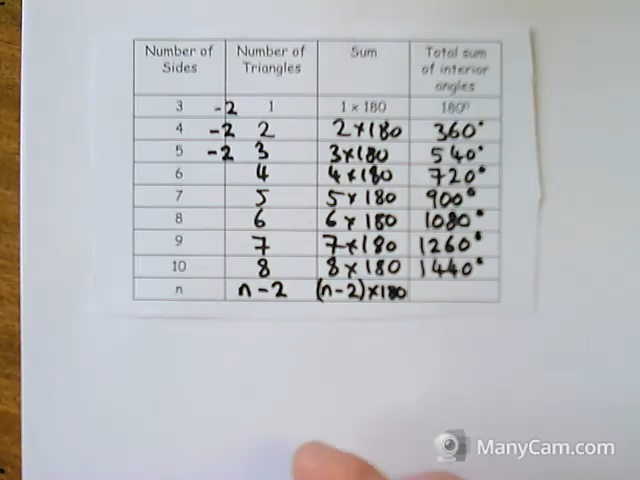 Number of Sides Number of Triangles Sum Total sum of interior angles
3 -2 1 1 x 180 180°
4 -2 2 2×180 360°
5 -2 3 3×180 540°
6 4 4×180 720°
7 5 5×180 900°
8 6 6×180 1080°
9 7 7×180 1260°
10 8 8×180 1440°
n n-2 (n-2)×180
ManyCam.com